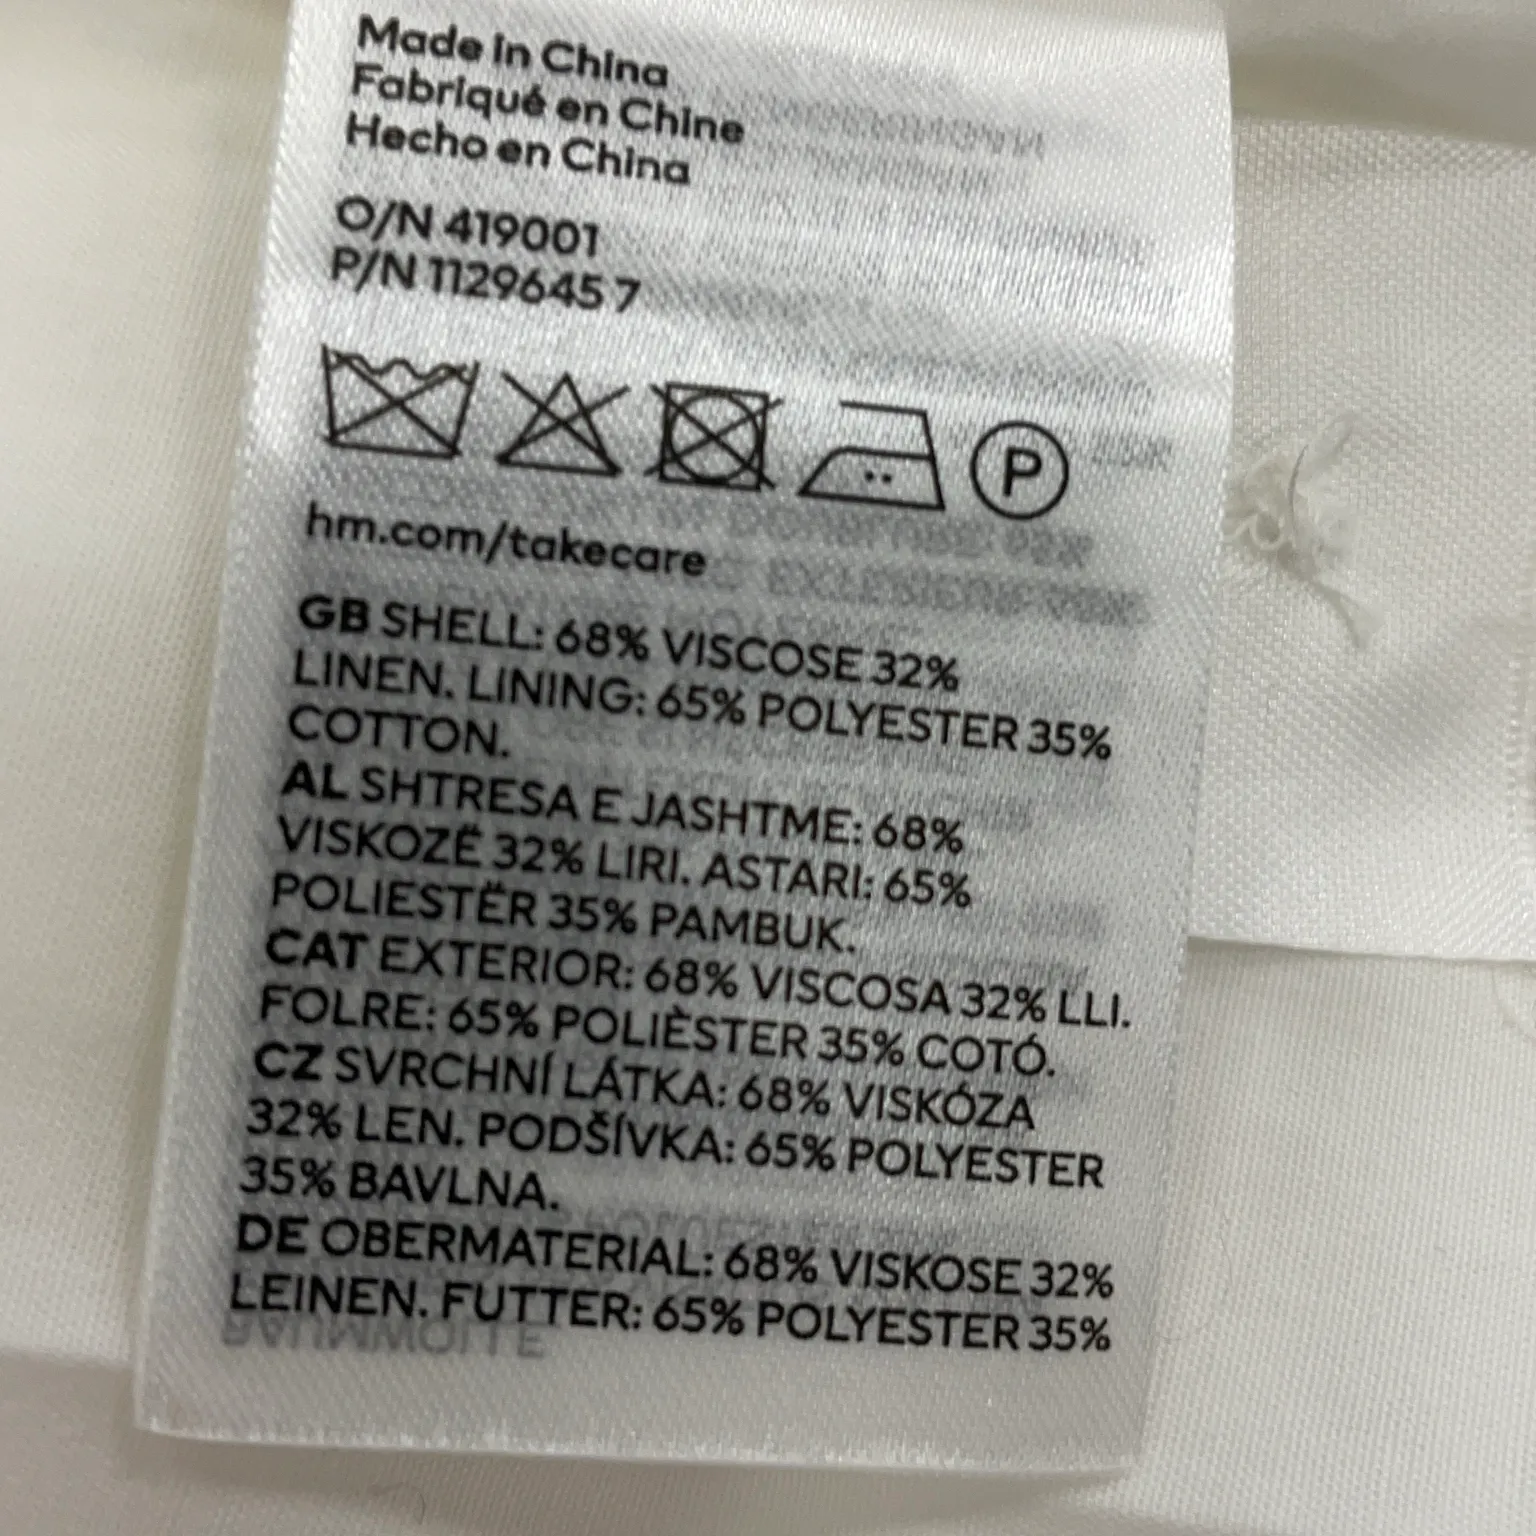 Made in China
Fabriqué en Chine
Hecho en China
O/N 419001
P/N 1129645 7
P
hm.com/takecare
GB SHELL: 68% VISCOSE 32%
LINEN. LINING: 65% POLYESTER 35%
COTTON.
AL SHTRESA E JASHTME: 68%
VISKOZË 32% LIRI. ASTARI: 65%
POLIESTËR 35% PAMBUK.
CAT EXTERIOR: 68% VISCOSA 32% LLI.
FOLRE: 65% POLIÈSTER 35% COTÓ.
CZ SVRCHNÍ LÁTKA: 68% VISKÓZA
32% LEN. PODŠÍVKA: 65% POLYESTER
35% BAVLNA.
DE OBERMATERIAL: 68% VISKOSE 32%
LEINEN. FUTTER: 65% POLYESTER 35%